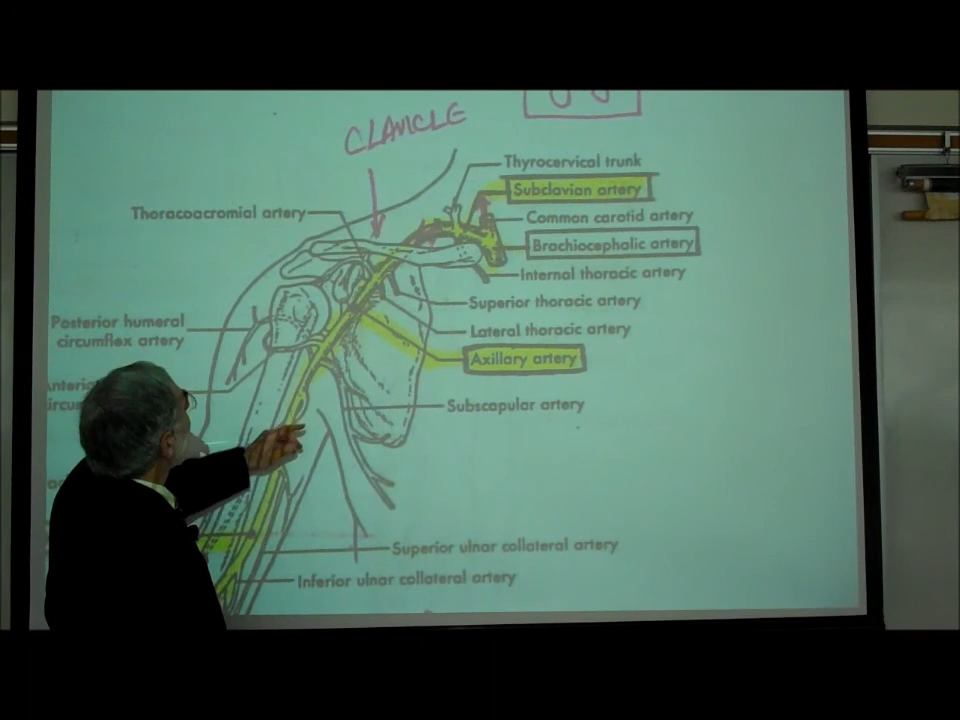 CLAVICLE
Thyrocervical trunk
Subclavian artery
Thoracoacromial artery
Common carotid artery
Brachiocephalic artery
Internal thoracic artery
Superior thoracic artery
Posterior humeral
circumflex artery
Lateral thoracic artery
Axillary artery
Subscapular artery
Superior ulnar collateral artery
Inferior ulnar collateral artery